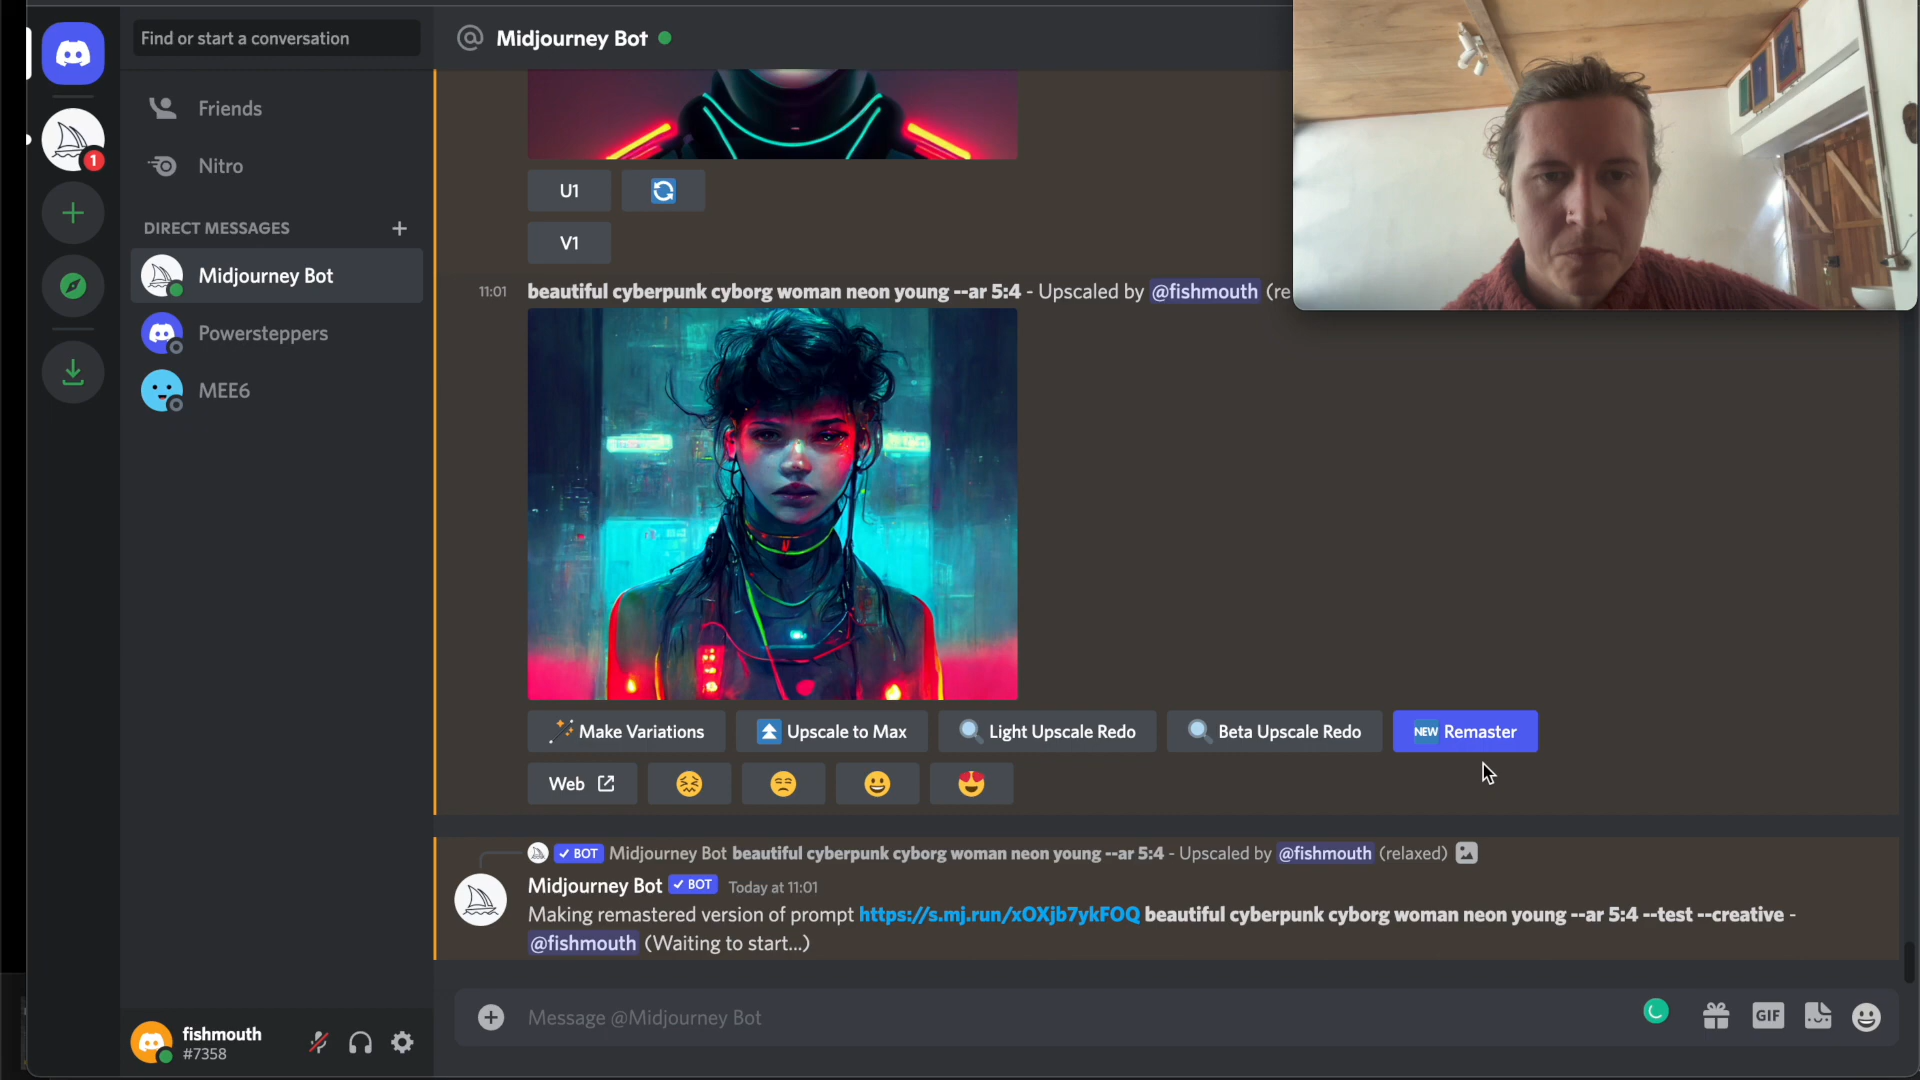 Find or start a conversation
Friends
Nitro
DIRECT MESSAGES
Midjourney Bot
Powersteppers
MEE6
1
fishmouth
#7358
Midjourney Bot
U1
V1
11:01 beautiful cyberpunk cyborg woman neon young --ar 5:4 - Upscaled by @fishmouth (re
Make Variations Upscale to Max Light Upscale Redo Beta Upscale Redo NEW Remaster
Web
BOT Midjourney Bot beautiful cyberpunk cyborg woman neon young --ar 5:4 - Upscaled by @fishmouth (relaxed)
Midjourney Bot BOT Today at 11:01
Making remastered version of prompt https://s.mj.run/xOXjb7ykFOQ beautiful cyberpunk cyborg woman neon young --ar 5:4 --test --creative -
@fishmouth (Waiting to start...)
Message @Midjourney Bot
GIF